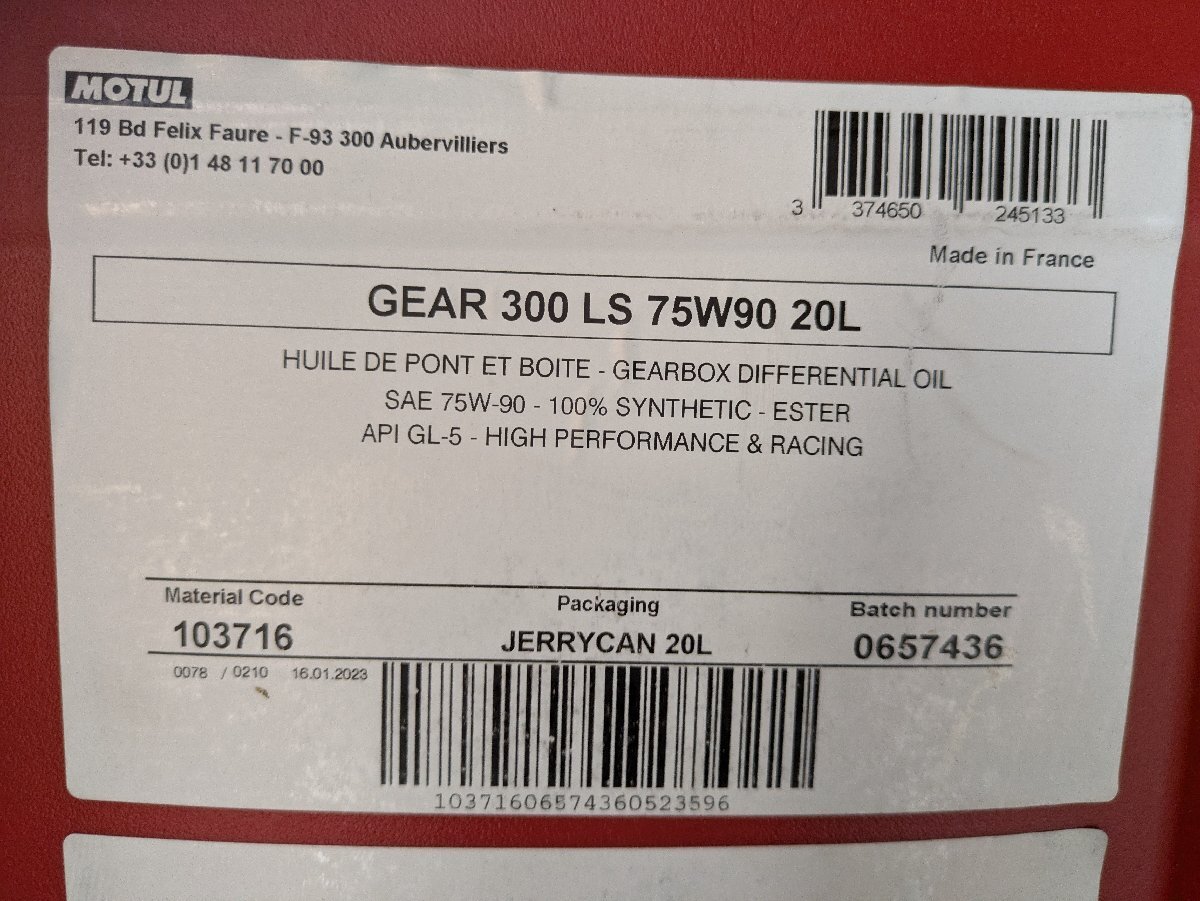 MOTUL
119 Bd Felix Faure - F-93 300 Aubervilliers
Tel: +33 (0)1 48 11 70 00
3 374650 245133
Made in France
GEAR 300 LS 75W90 20L
HUILE DE PONT ET BOITE - GEARBOX DIFFERENTIAL OIL
SAE 75W-90 - 100% SYNTHETIC - ESTER
API GL-5 - HIGH PERFORMANCE & RACING
Material Code Packaging Batch number
103716 JERRYCAN 20L 0657436
0078 / 0210 16.01.2023
10371606574360523596